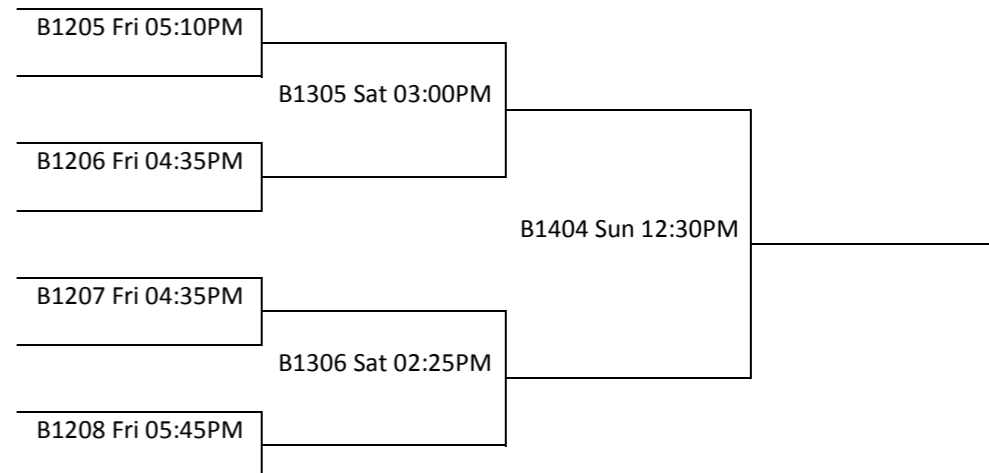 B1205 Fri 05:10PM
B1305 Sat 03:00PM
B1206 Fri 04:35PM
B1404 Sun 12:30PM
B1207 Fri 04:35PM
B1306 Sat 02:25PM
B1208 Fri 05:45PM